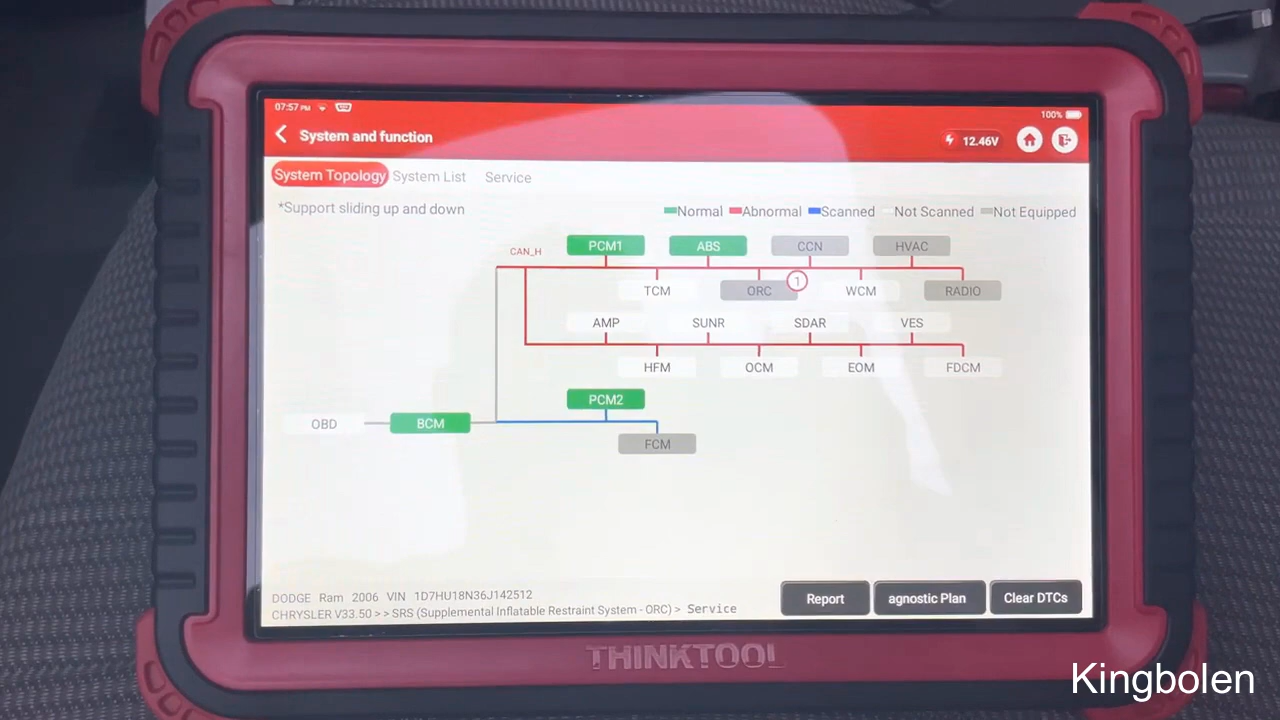 07:57 PM
100%
System and function
12.46V
System Topology System List Service
*Support sliding up and down
Normal Abnormal Scanned Not Scanned Not Equipped
CAN_H
PCM1 ABS CCN HVAC
1
TCM ORC WCM RADIO
AMP SUNR SDAR VES
HFM OCM EOM FDCM
PCM2
OBD BCM
FCM
DODGE Ram 2006 VIN 1D7HU18N36J142512
CHRYSLER V33.50 > > SRS (Supplemental Inflatable Restraint System - ORC) > Service
Report agnostic Plan Clear DTCs
THINKTOOL
Kingbolen